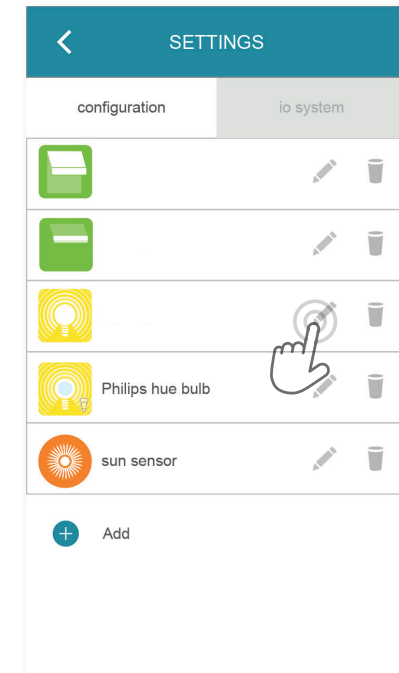 SETTINGS
configuration
io system
Philips hue bulb
sun sensor
Add